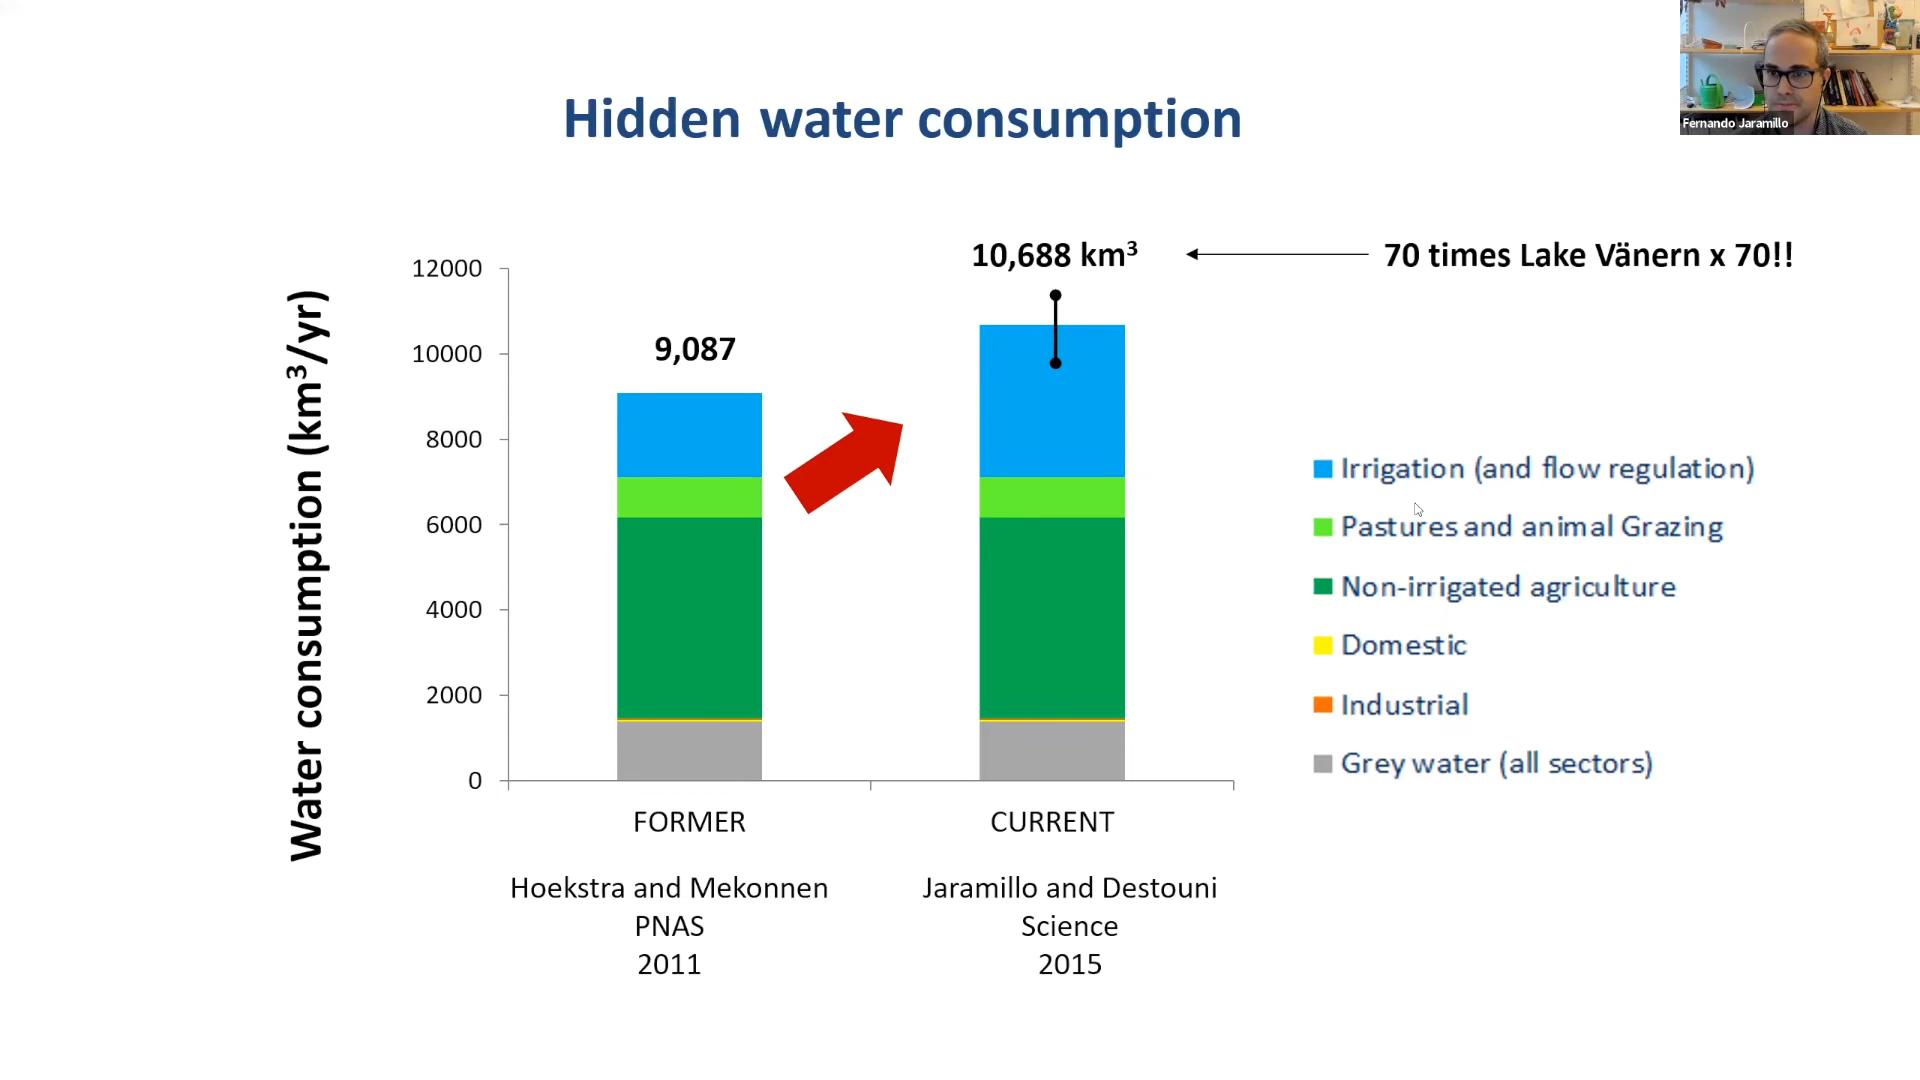 Fernando Jaramillo
Hidden water consumption
10,688 km³
70 times Lake Vänern x 70!!
Water consumption (km³/yr)
12000
10000
8000
6000
4000
2000
0
9,087
Irrigation (and flow regulation)
Pastures and animal Grazing
Non-irrigated agriculture
Domestic
Industrial
Grey water (all sectors)
FORMER
CURRENT
Hoekstra and Mekonnen
PNAS
2011
Jaramillo and Destouni
Science
2015